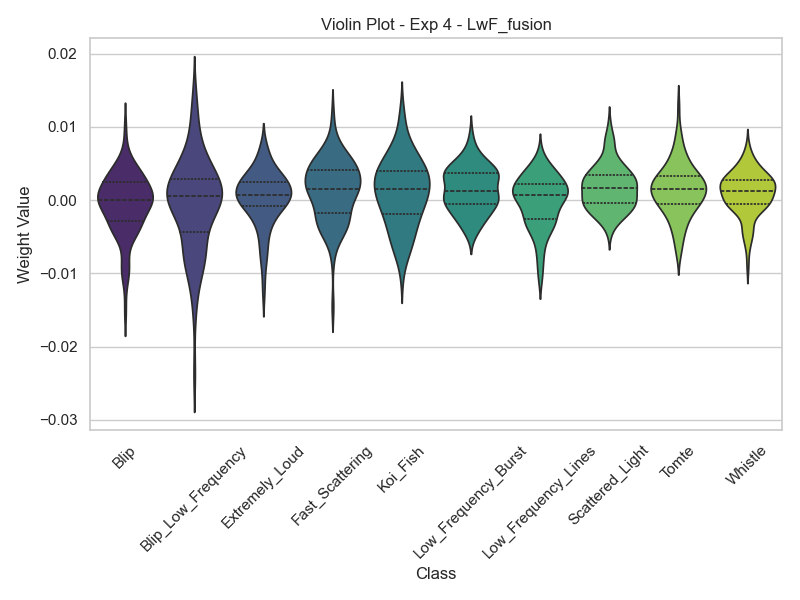 Violin Plot - Exp 4 - LwF_fusion
0.02
0.01
0.00
−0.01
−0.02
−0.03
Weight Value
Blip
Blip_Low_Frequency
Extremely_Loud
Fast_Scattering
Koi_Fish
Low_Frequency_Burst
Low_Frequency_Lines
Scattered_Light
Tomte
Whistle
Class